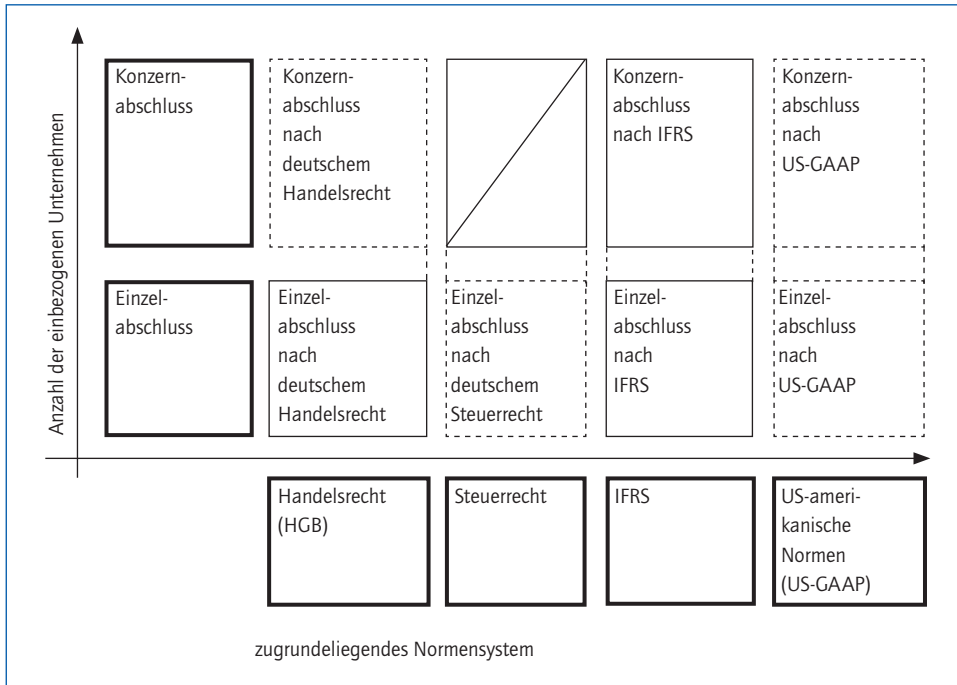 Anzahl der einbezogenen Unternehmen
Konzern-
abschluss
Konzern-
abschluss
nach
deutschem
Handelsrecht
Konzern-
abschluss
nach IFRS
Konzern-
abschluss
nach
US-GAAP
Einzel-
abschluss
Einzel-
abschluss
nach
deutschem
Handelsrecht
Einzel-
abschluss
nach
deutschem
Steuerrecht
Einzel-
abschluss
nach
IFRS
Einzel-
abschluss
nach
US-GAAP
Handelsrecht
(HGB)
Steuerrecht
IFRS
US-ameri-
kanische
Normen
(US-GAAP)
zugrundeliegendes Normensystem